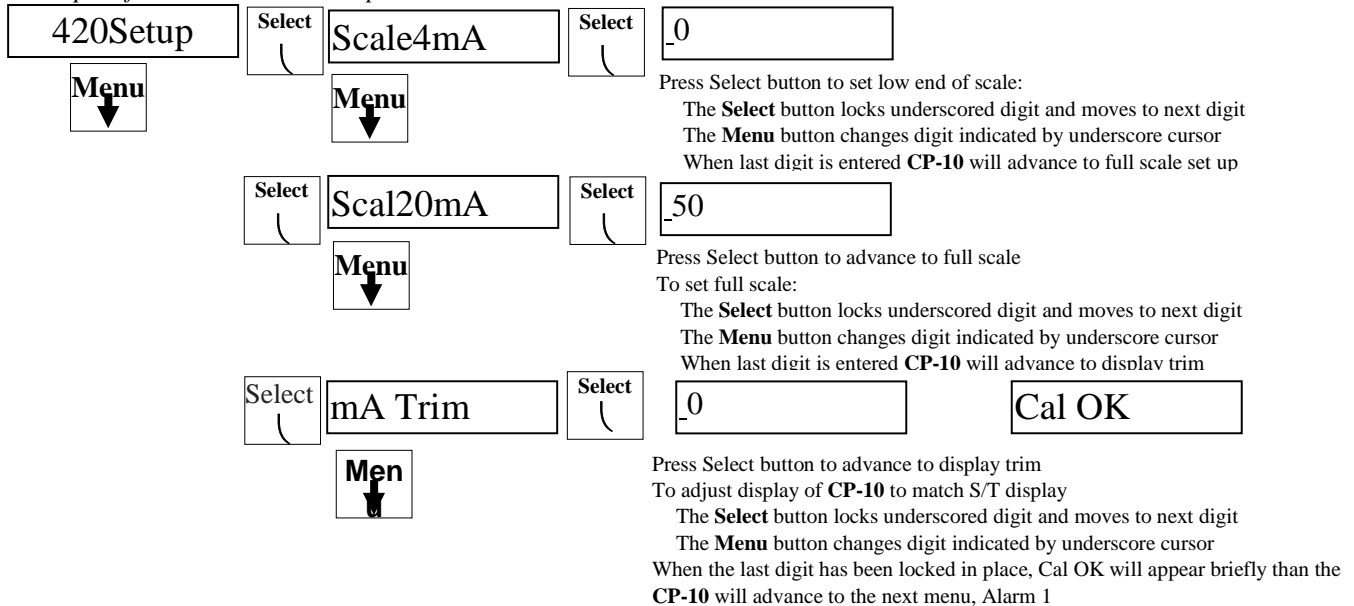 420Setup Select Scale4mA Select _0
Menu Menu
Press Select button to set low end of scale:
The Select button locks underscored digit and moves to next digit
The Menu button changes digit indicated by underscore cursor
When last digit is entered CP-10 will advance to full scale set up
Select Scal20mA Select _50
Menu
Press Select button to advance to full scale
To set full scale:
The Select button locks underscored digit and moves to next digit
The Menu button changes digit indicated by underscore cursor
When last digit is entered CP-10 will advance to display trim
Select mA Trim Select _0 Cal OK
Men
u
Press Select button to advance to display trim
To adjust display of CP-10 to match S/T display
The Select button locks underscored digit and moves to next digit
The Menu button changes digit indicated by underscore cursor
When the last digit has been locked in place, Cal OK will appear briefly than the
CP-10 will advance to the next menu, Alarm 1